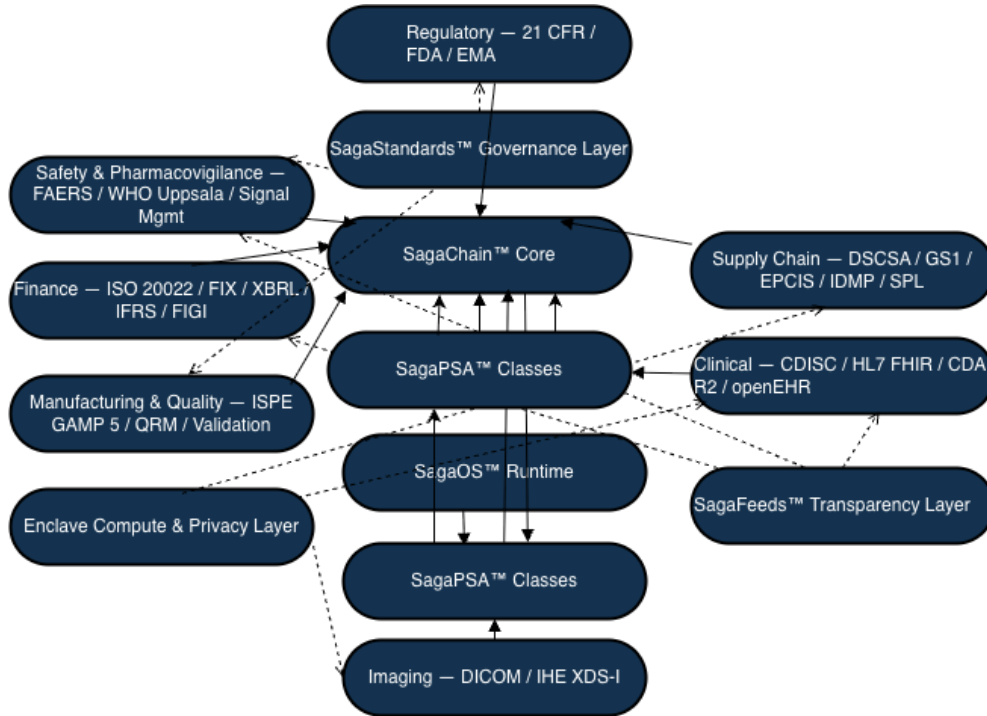 Regulatory — 21 CFR /
FDA / EMA
SagaStandards™ Governance Layer
Safety & Pharmacovigilance —
FAERS / WHO Uppsala / Signal
Mgmt
SagaChain™ Core
Supply Chain — DSCSA / GS1 /
EPCIS / IDMP / SPL
Finance — ISO 20022 / FIX / XBRL /
IFRS / FIGI
SagaPSA™ Classes
Clinical — CDISC / HL7 FHIR / CDA
R2 / openEHR
Manufacturing & Quality — ISPE
GAMP 5 / QRM / Validation
SagaOS™ Runtime
SagaFeeds™ Transparency Layer
Enclave Compute & Privacy Layer
SagaPSA™ Classes
Imaging — DICOM / IHE XDS-I